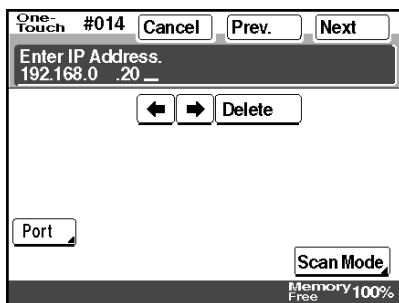 One-Touch #014 Cancel Prev. Next
Enter IP Address.
192.168.0 .20 _
Delete
Port
Scan Mode
Memory Free 100%